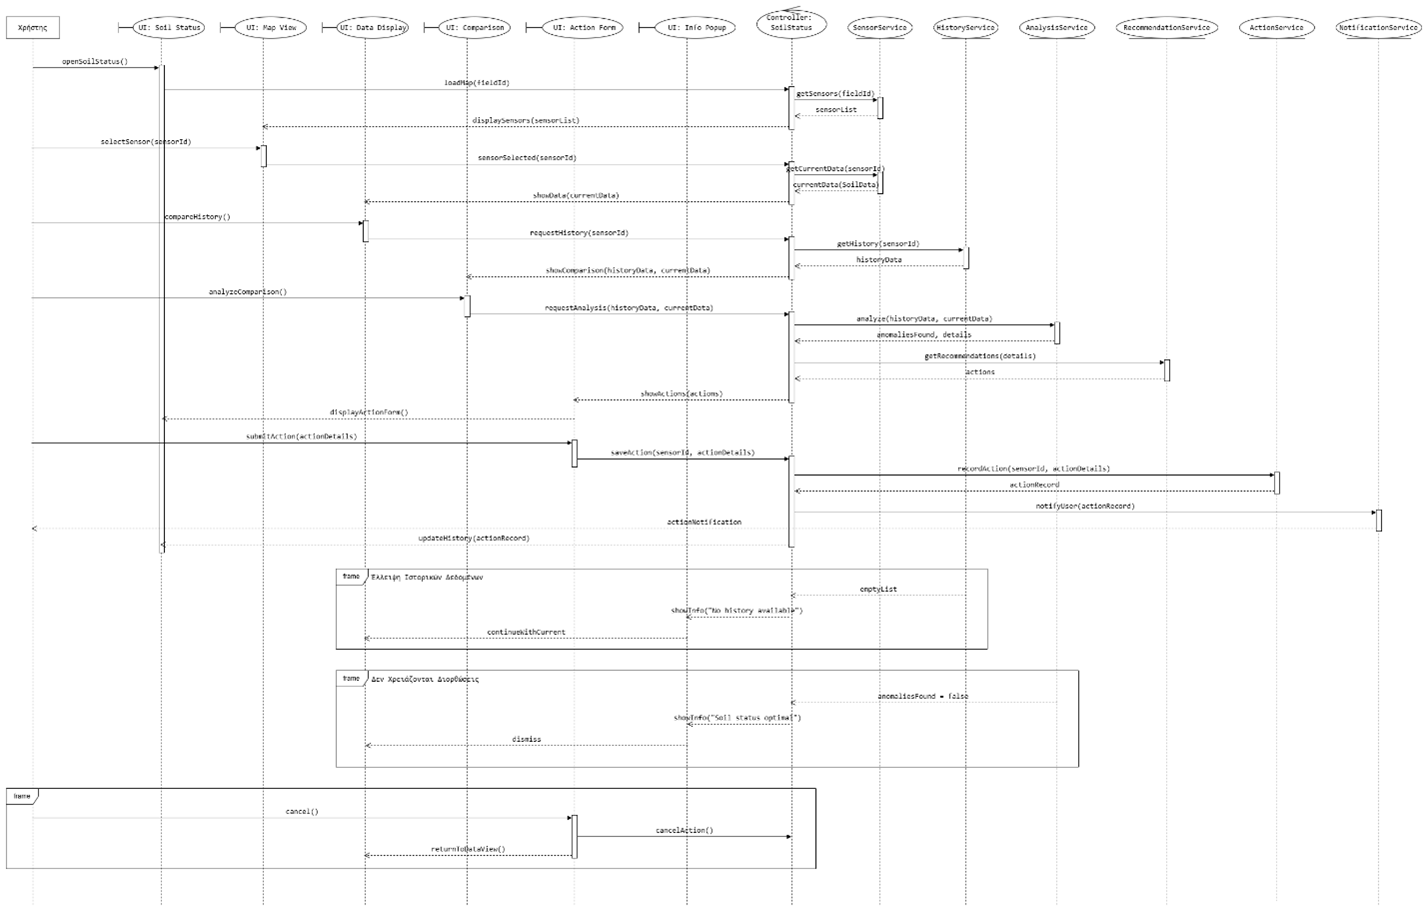 Χρήστης
UI: Soil Status
UI: Map View
UI: Data Display
UI: Comparison
UI: Action Form
UI: Info Popup
Controller:
SoilStatus
SensorService
HistoryService
AnalysisService
RecommendationService
ActionService
NotificationService
openSoilStatus()
loadMap(fieldId)
getSensors(fieldId)
sensorList
displaySensors(sensorList)
selectSensor(sensorId)
sensorSelected(sensorId)
getCurrentData(sensorId)
currentData(SoilData)
showData(currentData)
compareHistory()
requestHistory(sensorId)
getHistory(sensorId)
historyData
showComparison(historyData, currentData)
analyzeComparison()
requestAnalysis(historyData, currentData)
analyze(historyData, currentData)
anomaliesFound, details
getRecommendations(details)
actions
showActions(actions)
displayActionForm()
submitAction(actionDetails)
saveAction(sensorId, actionDetails)
recordAction(sensorId, actionDetails)
actionRecord
notifyUser(actionRecord)
actionNotification
updateHistory(actionRecord)
frame
Έλλειψη Ιστορικών Δεδομένων
emptyList
showInfo("No history available")
continueWithCurrent
frame
Δεν Χρειάζονται Διορθώσεις
anomaliesFound = false
showInfo("Soil status optimal")
dismiss
frame
cancel()
cancelAction()
returnToDataView()